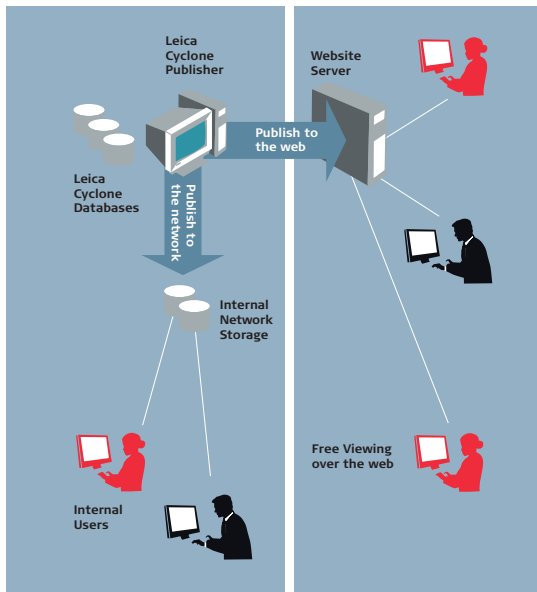 Leica
Cyclone
Publisher
Website
Server
Publish to
the web
Leica
Cyclone
Databases
Publish to
the network
Internal
Network
Storage
Free Viewing
over the web
Internal
Users